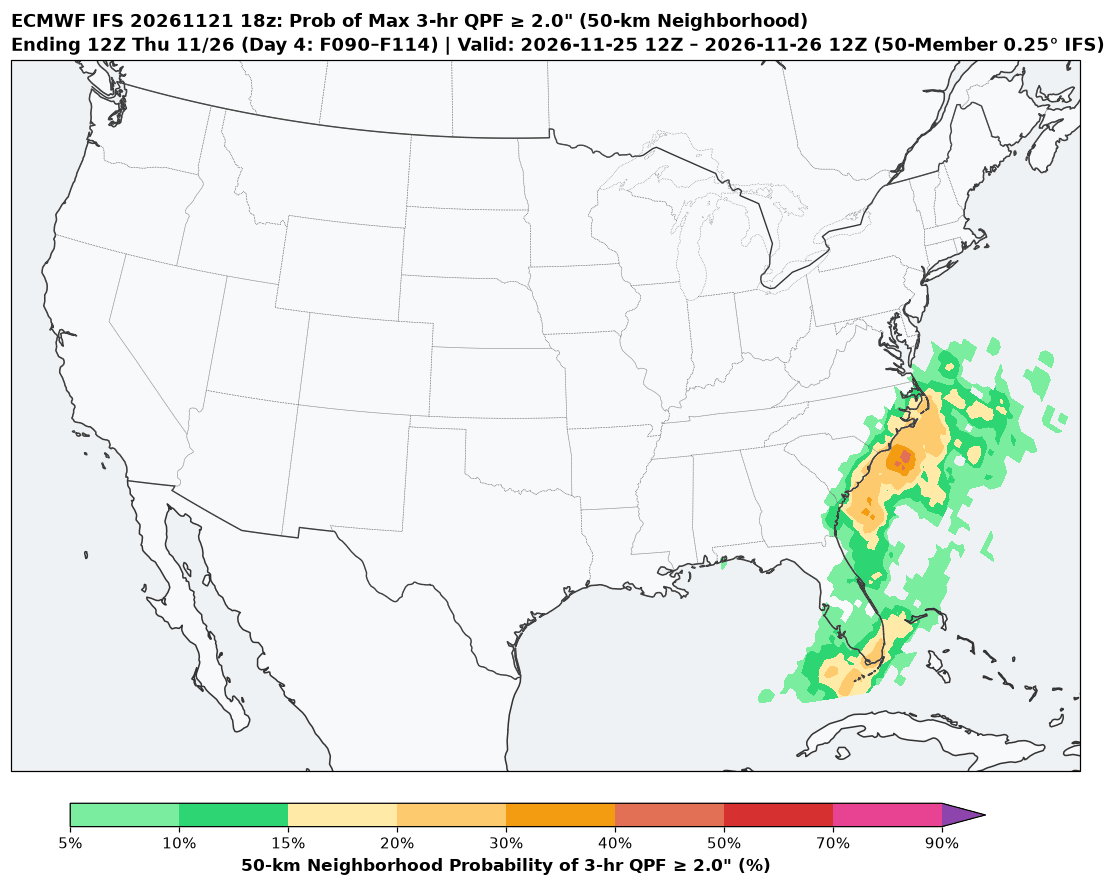 ECMWF IFS 20261121 18z: Prob of Max 3-hr QPF ≥ 2.0" (50-km Neighborhood)
Ending 12Z Thu 11/26 (Day 4: F090–F114) | Valid: 2026-11-25 12Z – 2026-11-26 12Z (50-Member 0.25° IFS)
5% 10% 15% 20% 30% 40% 50% 70% 90%
50-km Neighborhood Probability of 3-hr QPF ≥ 2.0" (%)